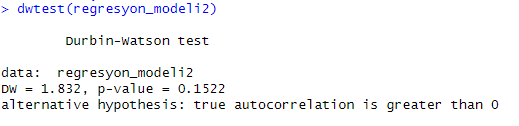 > dwtest(regresyon_modeli2)
Durbin-Watson test
data:  regresyon_modeli2
DW = 1.832, p-value = 0.1522
alternative hypothesis: true autocorrelation is greater than 0